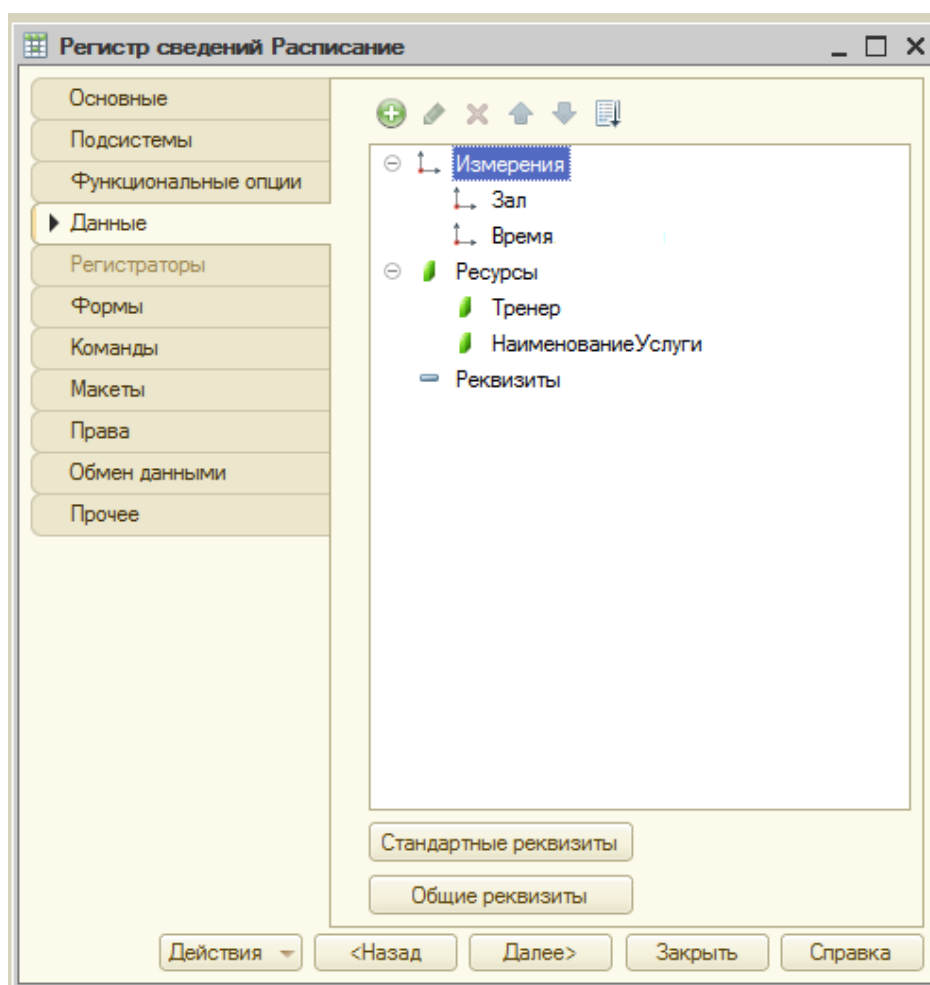 Регистр сведений Расписание
Основные
Подсистемы
Функциональные опции
Данные
Регистраторы
Формы
Команды
Макеты
Права
Обмен данными
Прочее
Измерения
Зал
Время
Ресурсы
Тренер
НаименованиеУслуги
Реквизиты
Стандартные реквизиты
Общие реквизиты
Действия <Назад Далее> Закрыть Справка